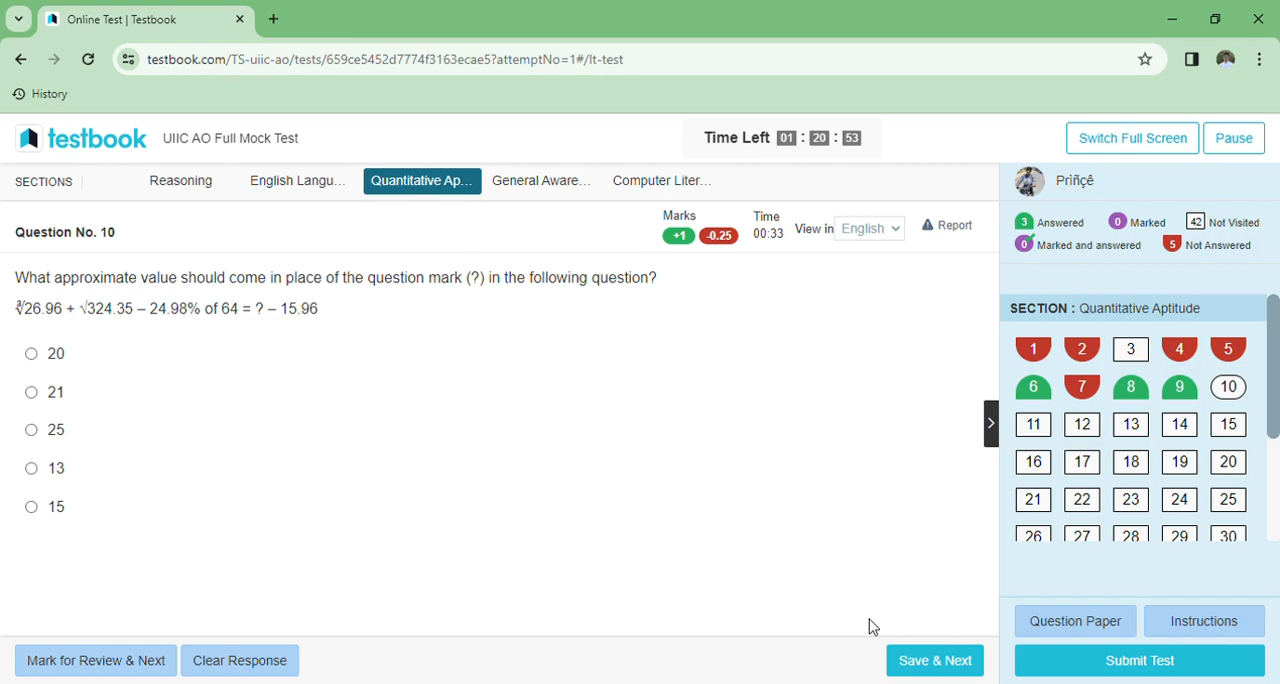 Online Test | Testbook
testbook.com/TS-uiic-ao/tests/659ce5452d7774f3163ecae5?attemptNo=1#/lt-test
History
testbook UIIC AO Full Mock Test Time Left 01 : 20 : 53 Switch Full Screen Pause
SECTIONS Reasoning English Langu... Quantitative Ap... General Aware... Computer Liter...
Priñçê
Question No. 10
Marks
+1 -0.25
Time
00:33
View in English
Report
3 Answered 0 Marked 42 Not Visited
0 Marked and answered 5 Not Answered
What approximate value should come in place of the question mark (?) in the following question?
∛26.96 + √324.35 – 24.98% of 64 = ? – 15.96
20
21
25
13
15
SECTION : Quantitative Aptitude
1 2 3 4 5
6 7 8 9 10
11 12 13 14 15
16 17 18 19 20
21 22 23 24 25
26 27 28 29 30
Question Paper Instructions
Mark for Review & Next Clear Response Save & Next Submit Test